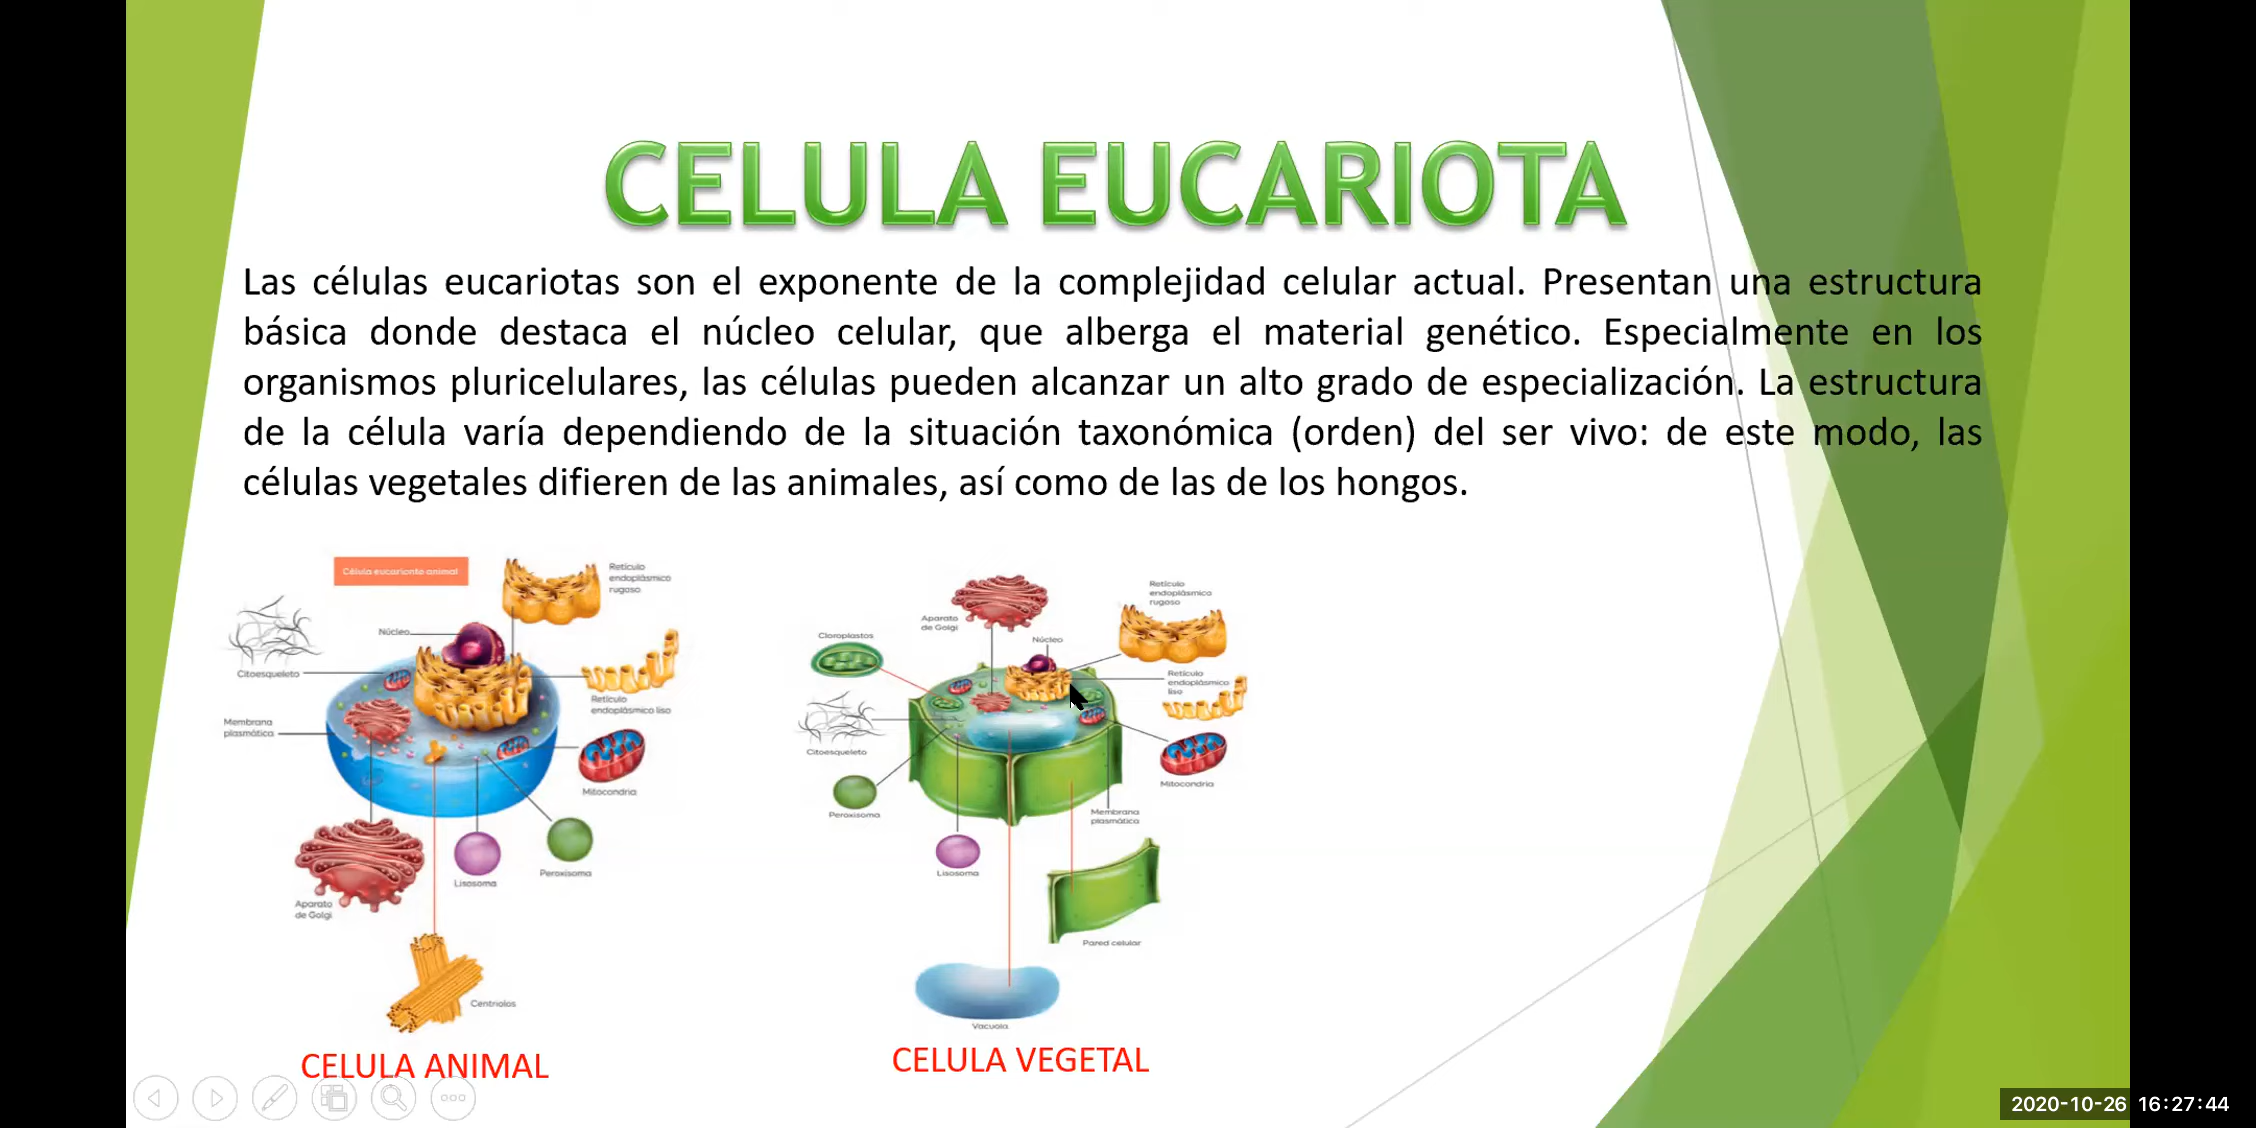 CELULA EUCARIOTA
Las células eucariotas son el exponente de la complejidad celular actual. Presentan una estructura
básica donde destaca el núcleo celular, que alberga el material genético. Especialmente en los
organismos pluricelulares, las células pueden alcanzar un alto grado de especialización. La estructura
de la célula varía dependiendo de la situación taxonómica (orden) del ser vivo: de este modo, las
células vegetales difieren de las animales, así como de las de los hongos.
Célula eucarionte animal
Retículo
endoplásmico
rugoso
Núcleo
Citoesqueleto
Retículo
endoplásmico liso
Membrana
plasmática
Mitocondria
Peroxisoma
Lisosoma
Aparato
de Golgi
Centriolos
CELULA ANIMAL
Retículo
endoplásmico
rugoso
Aparato
de Golgi
Cloroplastos
Núcleo
Retículo
endoplásmico
liso
Citoesqueleto
Mitocondria
Peroxisoma
Membrana
plasmática
Lisosoma
Pared celular
Vacuola
CELULA VEGETAL
2020-10-26 16:27:44